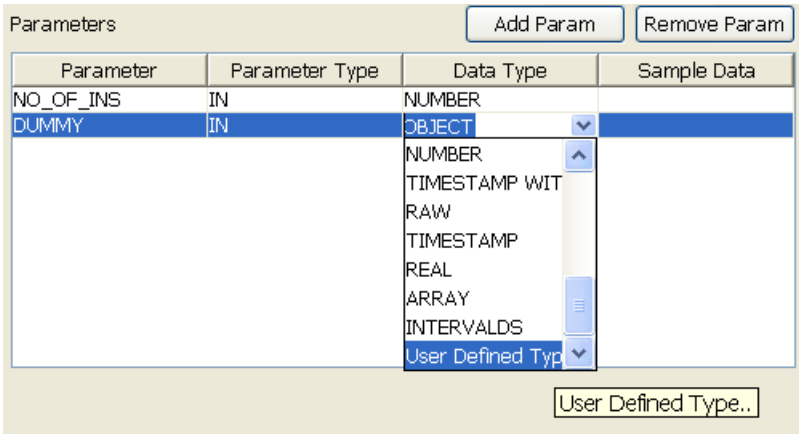 Parameters Add Param Remove Param
Parameter Parameter Type Data Type Sample Data
NO_OF_INS IN NUMBER
DUMMY IN OBJECT
NUMBER
TIMESTAMP WIT
RAW
TIMESTAMP
REAL
ARRAY
INTERVALDS
User Defined Typ
User Defined Type..